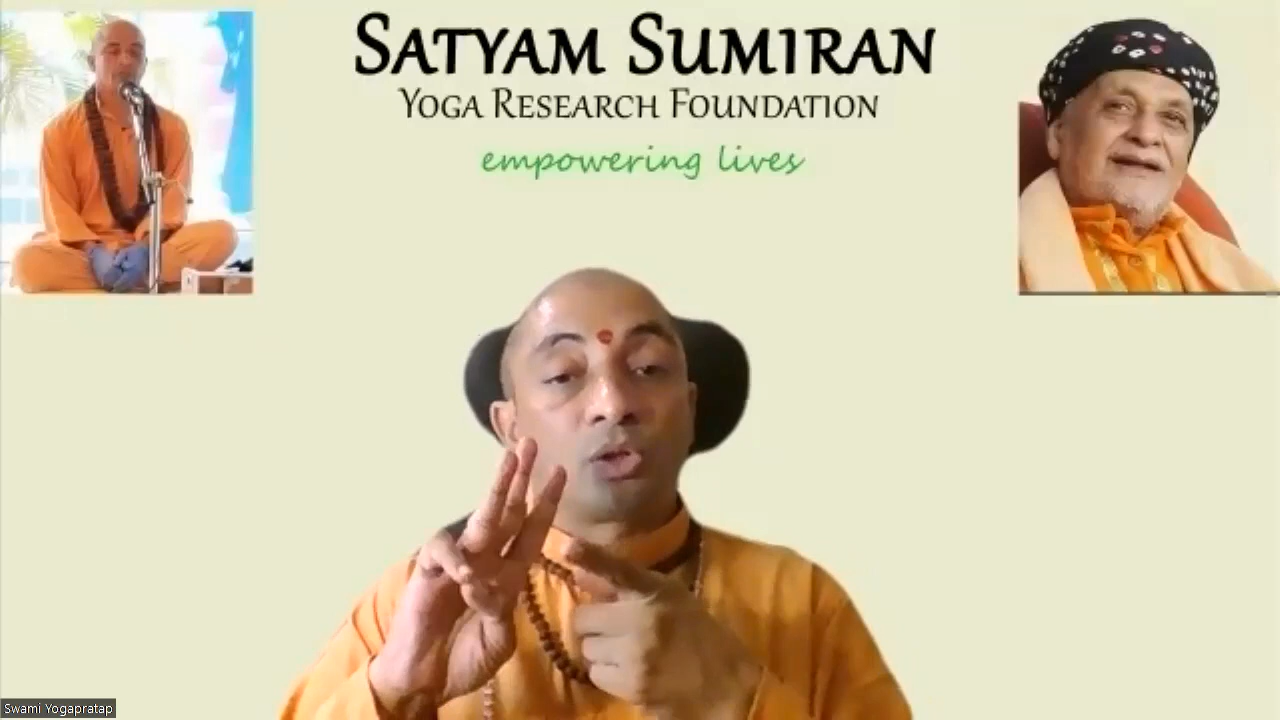 SATYAM SUMIRAN
YOGA RESEARCH FOUNDATION
empowering lives
Swami Yogapratap